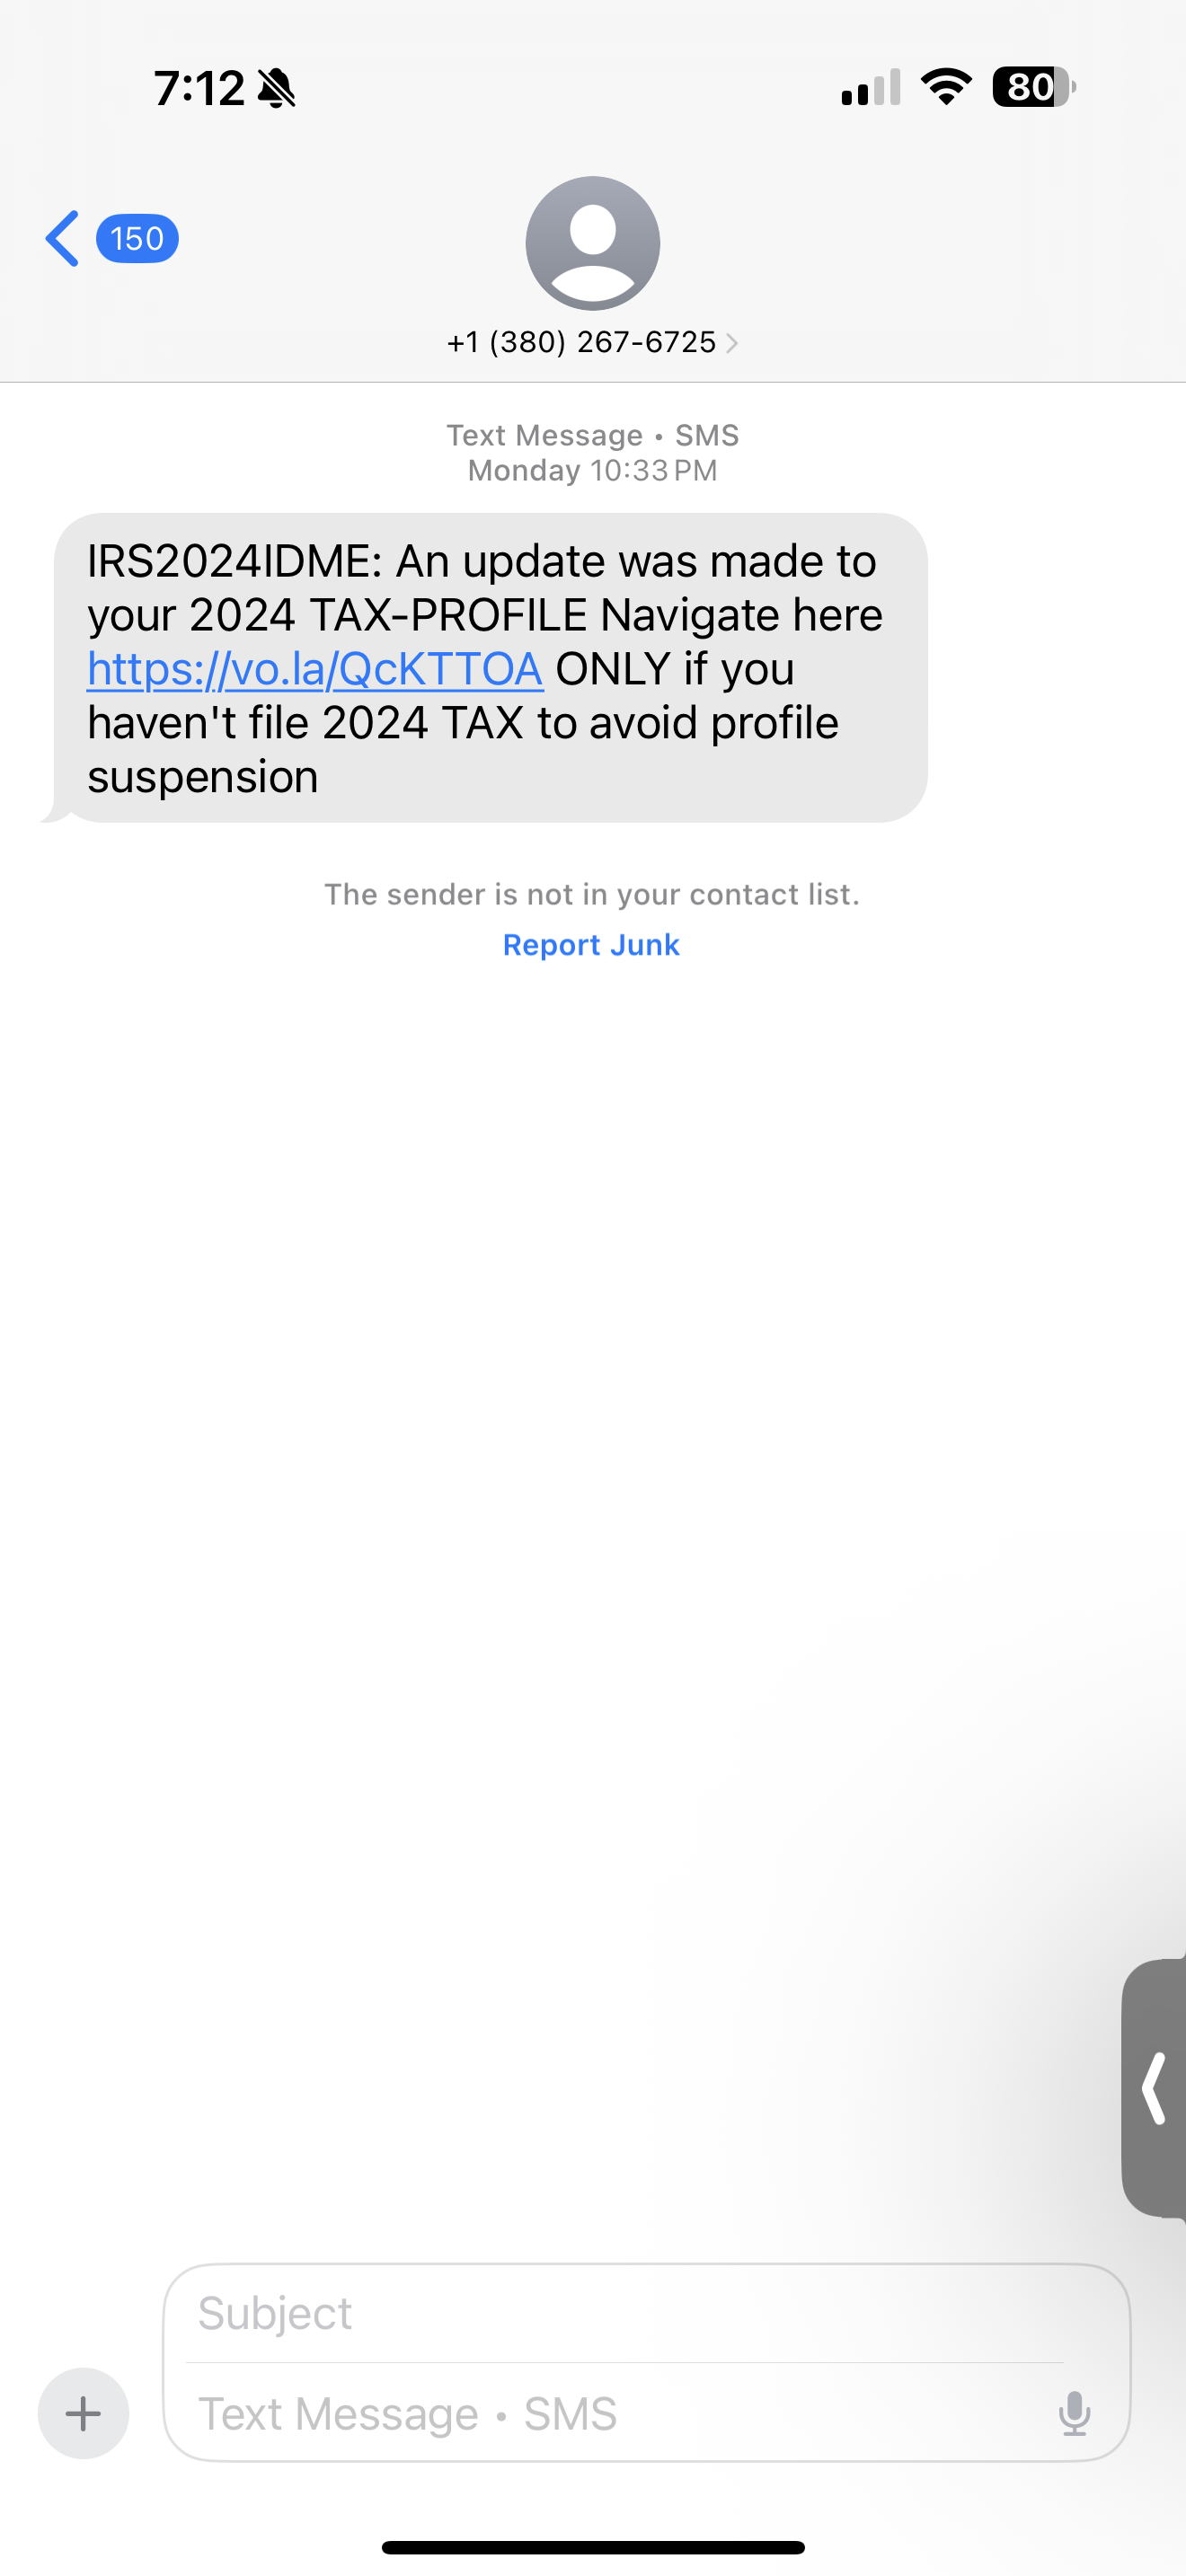 7:12
80
150
+1 (380) 267-6725
Text Message • SMS
Monday 10:33 PM
IRS2024IDME: An update was made to
your 2024 TAX-PROFILE Navigate here
https://vo.la/QcKTTOA ONLY if you
haven't file 2024 TAX to avoid profile
suspension
The sender is not in your contact list.
Report Junk
Subject
Text Message • SMS